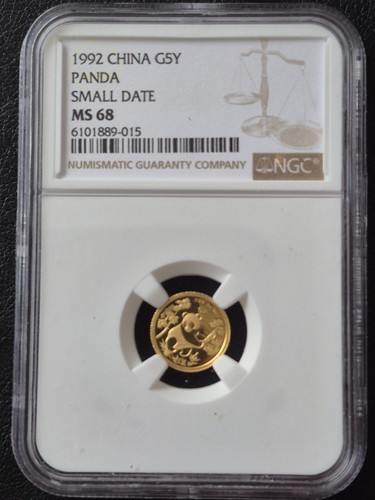 1992 CHINA G5Y
PANDA
SMALL DATE
MS 68
6101889-015
NUMISMATIC GUARANTY COMPANY
NGC